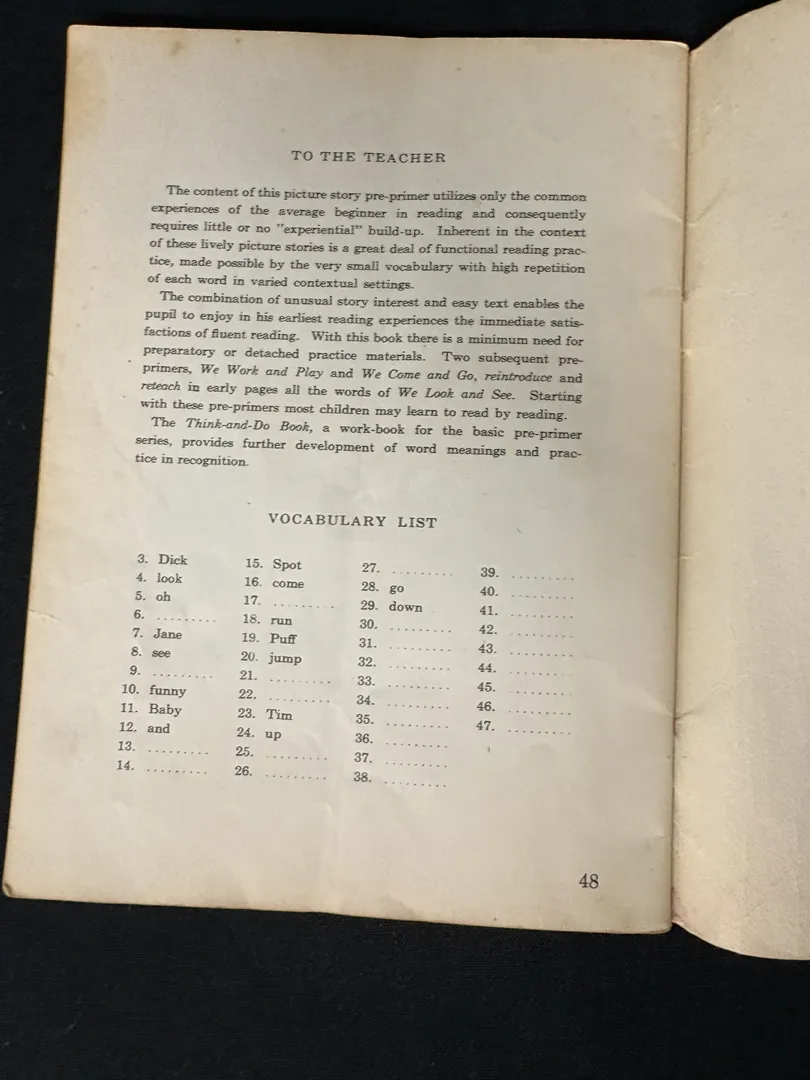 TO THE TEACHER
The content of this picture story pre-primer utilizes only the common
experiences of the average beginner in reading and consequently
requires little or no "experiential" build-up. Inherent in the context
of these lively picture stories is a great deal of functional reading prac-
tice, made possible by the very small vocabulary with high repetition
of each word in varied contextual settings.
The combination of unusual story interest and easy text enables the
pupil to enjoy in his earliest reading experiences the immediate satis-
factions of fluent reading. With this book there is a minimum need for
preparatory or detached practice materials. Two subsequent pre-
primers, We Work and Play and We Come and Go, reintroduce and
reteach in early pages all the words of We Look and See. Starting
with these pre-primers most children may learn to read by reading.
The Think-and-Do Book, a work-book for the basic pre-primer
series, provides further development of word meanings and prac-
tice in recognition.
VOCABULARY LIST
3. Dick
4. look
5. oh
6. .........
7. Jane
8. see
9. .........
10. funny
11. Baby
12. and
13. .........
14. .........
15. Spot
16. come
17. .........
18. run
19. Puff
20. jump
21. .........
22. .........
23. Tim
24. up
25. .........
26. .........
27. .........
28. go
29. down
30. .........
31. .........
32. .........
33. .........
34. .........
35. .........
36. .........
37. .........
38. .........
39. .........
40. .........
41. .........
42. .........
43. .........
44. .........
45. .........
46. .........
47. .........
48